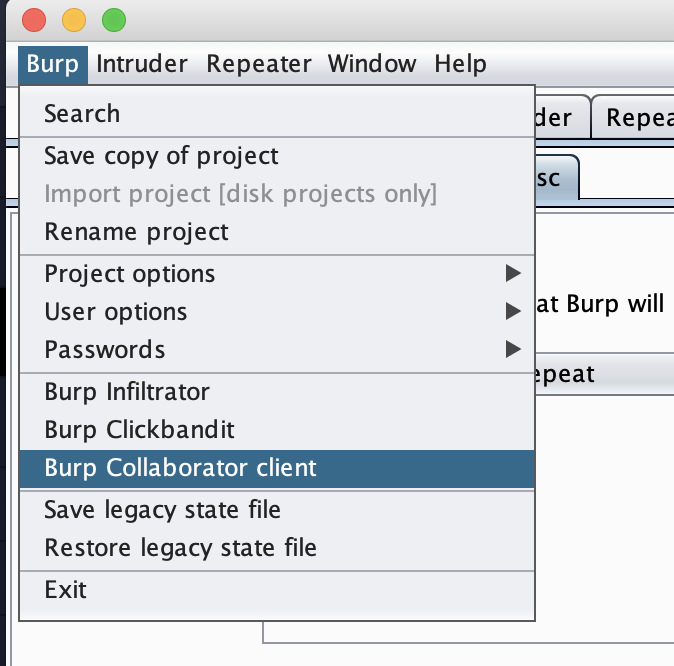 Burp Intruder Repeater Window Help
Search
Save copy of project
Import project [disk projects only]
Rename project
Project options
User options
Passwords
Burp Infiltrator
Burp Clickbandit
Burp Collaborator client
Save legacy state file
Restore legacy state file
Exit
der Repea
sc
at Burp will
epeat